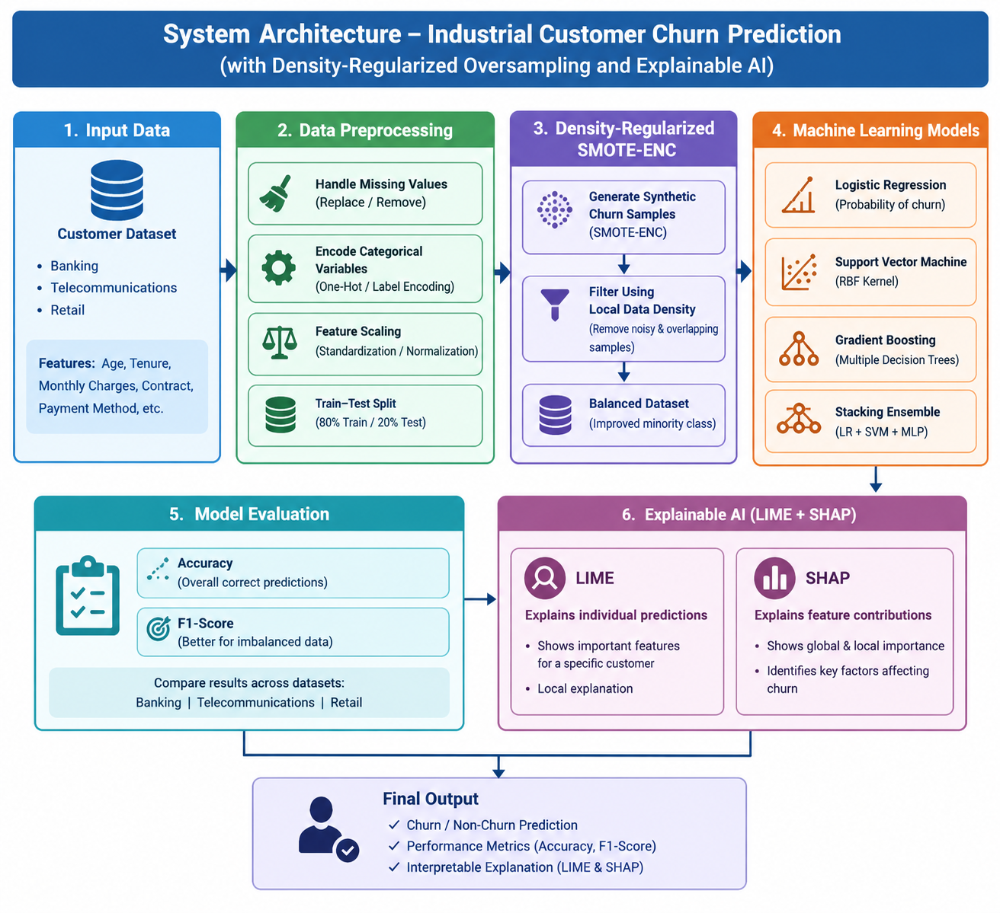 System Architecture – Industrial Customer Churn Prediction
(with Density-Regularized Oversampling and Explainable AI)
1. Input Data
Customer Dataset
• Banking
• Telecommunications
• Retail
Features: Age, Tenure,
Monthly Charges, Contract,
Payment Method, etc.
2. Data Preprocessing
Handle Missing Values
(Replace / Remove)
Encode Categorical
Variables
(One-Hot / Label Encoding)
Feature Scaling
(Standardization / Normalization)
Train–Test Split
(80% Train / 20% Test)
3. Density-Regularized
SMOTE-ENC
Generate Synthetic
Churn Samples
(SMOTE-ENC)
Filter Using
Local Data Density
(Remove noisy & overlapping
samples)
Balanced Dataset
(Improved minority class)
4. Machine Learning Models
Logistic Regression
(Probability of churn)
Support Vector Machine
(RBF Kernel)
Gradient Boosting
(Multiple Decision Trees)
Stacking Ensemble
(LR + SVM + MLP)
5. Model Evaluation
Accuracy
(Overall correct predictions)
F1-Score
(Better for imbalanced data)
Compare results across datasets:
Banking | Telecommunications | Retail
6. Explainable AI (LIME + SHAP)
LIME
Explains individual predictions
• Shows important features
for a specific customer
• Local explanation
SHAP
Explains feature contributions
• Shows global & local importance
• Identifies key factors affecting
churn
Final Output
✓ Churn / Non-Churn Prediction
✓ Performance Metrics (Accuracy, F1-Score)
✓ Interpretable Explanation (LIME & SHAP)